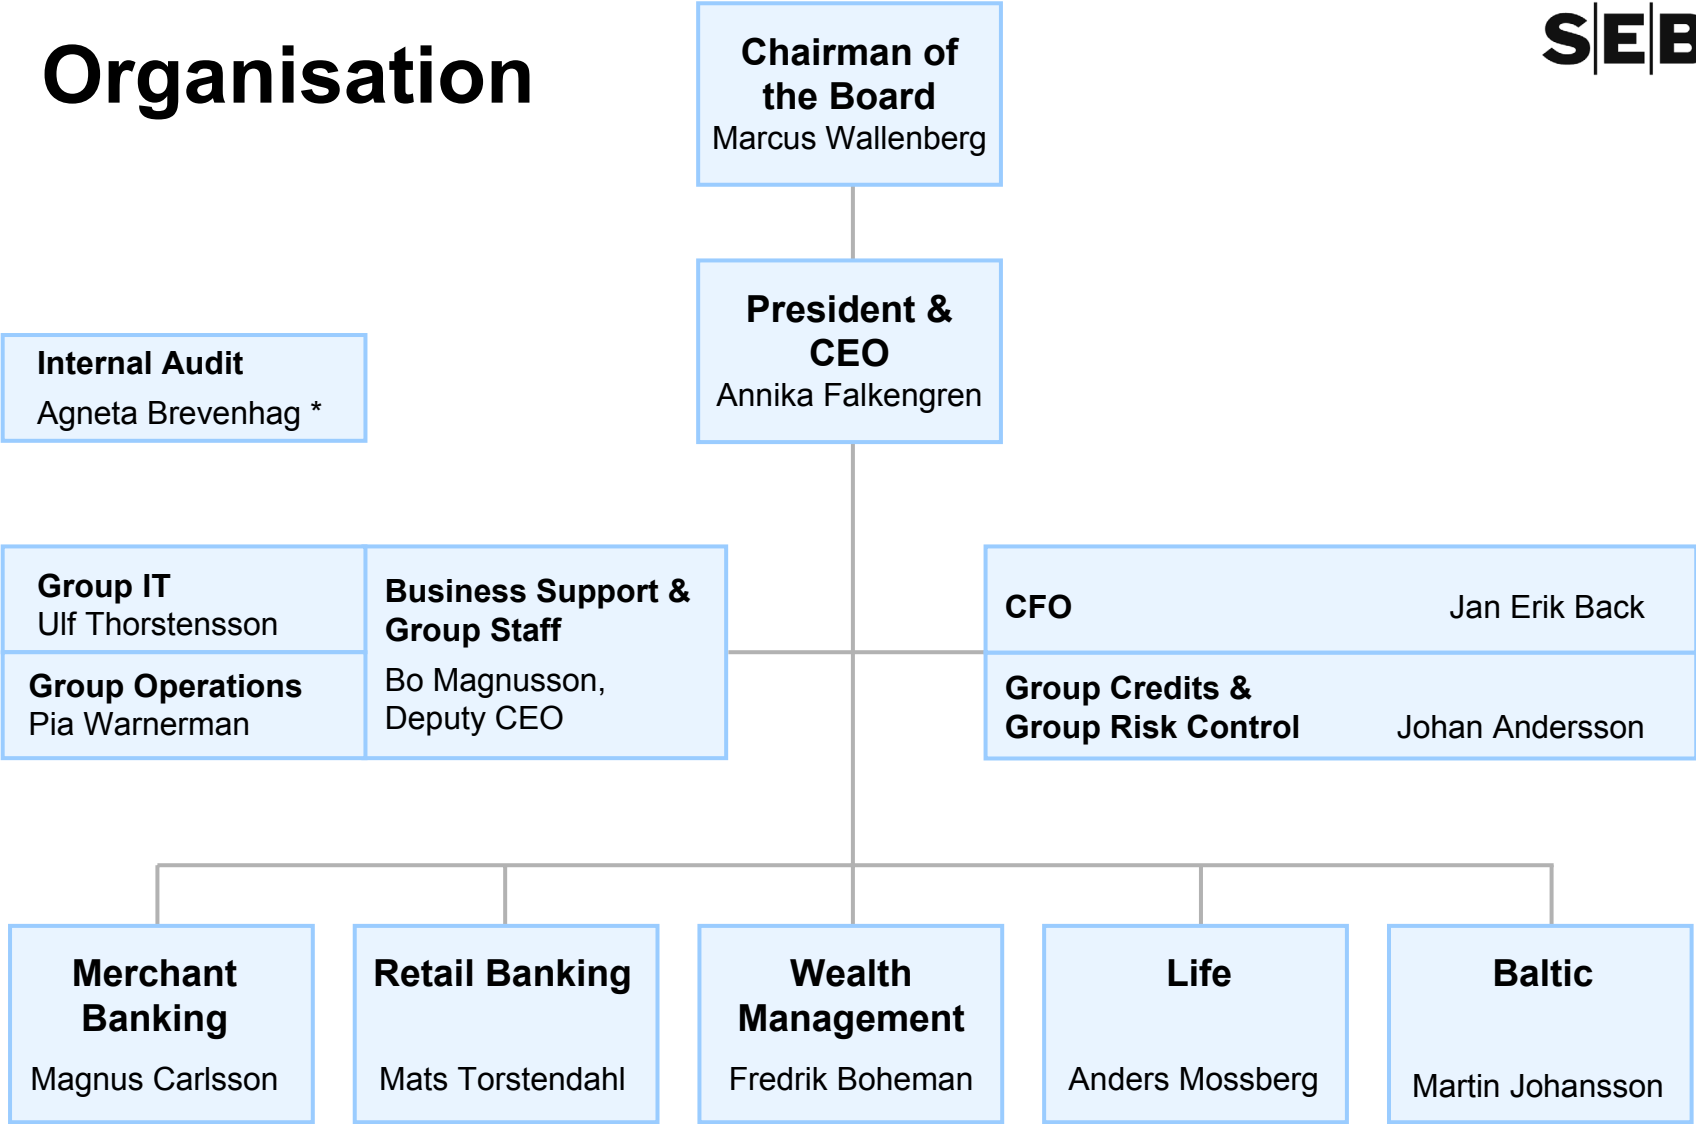 Organisation
SEB
Chairman of
the Board
Marcus Wallenberg
President &
CEO
Annika Falkengren
Internal Audit
Agneta Brevenhag *
Group IT
Ulf Thorstensson
Group Operations
Pia Warnerman
Business Support &
Group Staff
Bo Magnusson,
Deputy CEO
CFO Jan Erik Back
Group Credits &
Group Risk Control Johan Andersson
Merchant
Banking
Magnus Carlsson
Retail Banking
Mats Torstendahl
Wealth
Management
Fredrik Boheman
Life
Anders Mossberg
Baltic
Martin Johansson